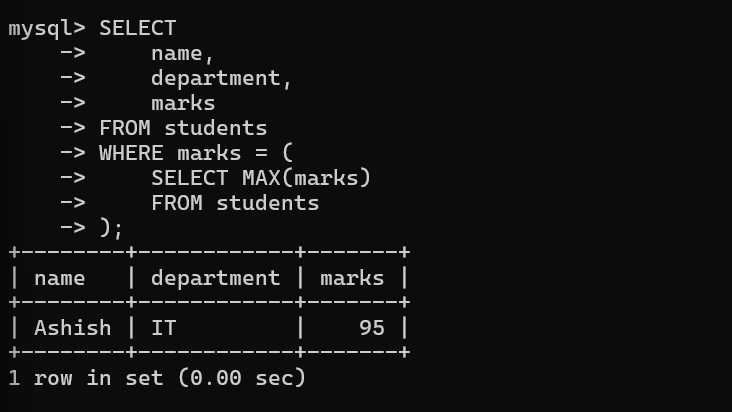 mysql> SELECT
    ->     name,
    ->     department,
    ->     marks
    -> FROM students
    -> WHERE marks = (
    ->     SELECT MAX(marks)
    ->     FROM students
    -> );
+--------+------------+-------+
| name   | department | marks |
+--------+------------+-------+
| Ashish | IT         |    95 |
+--------+------------+-------+
1 row in set (0.00 sec)